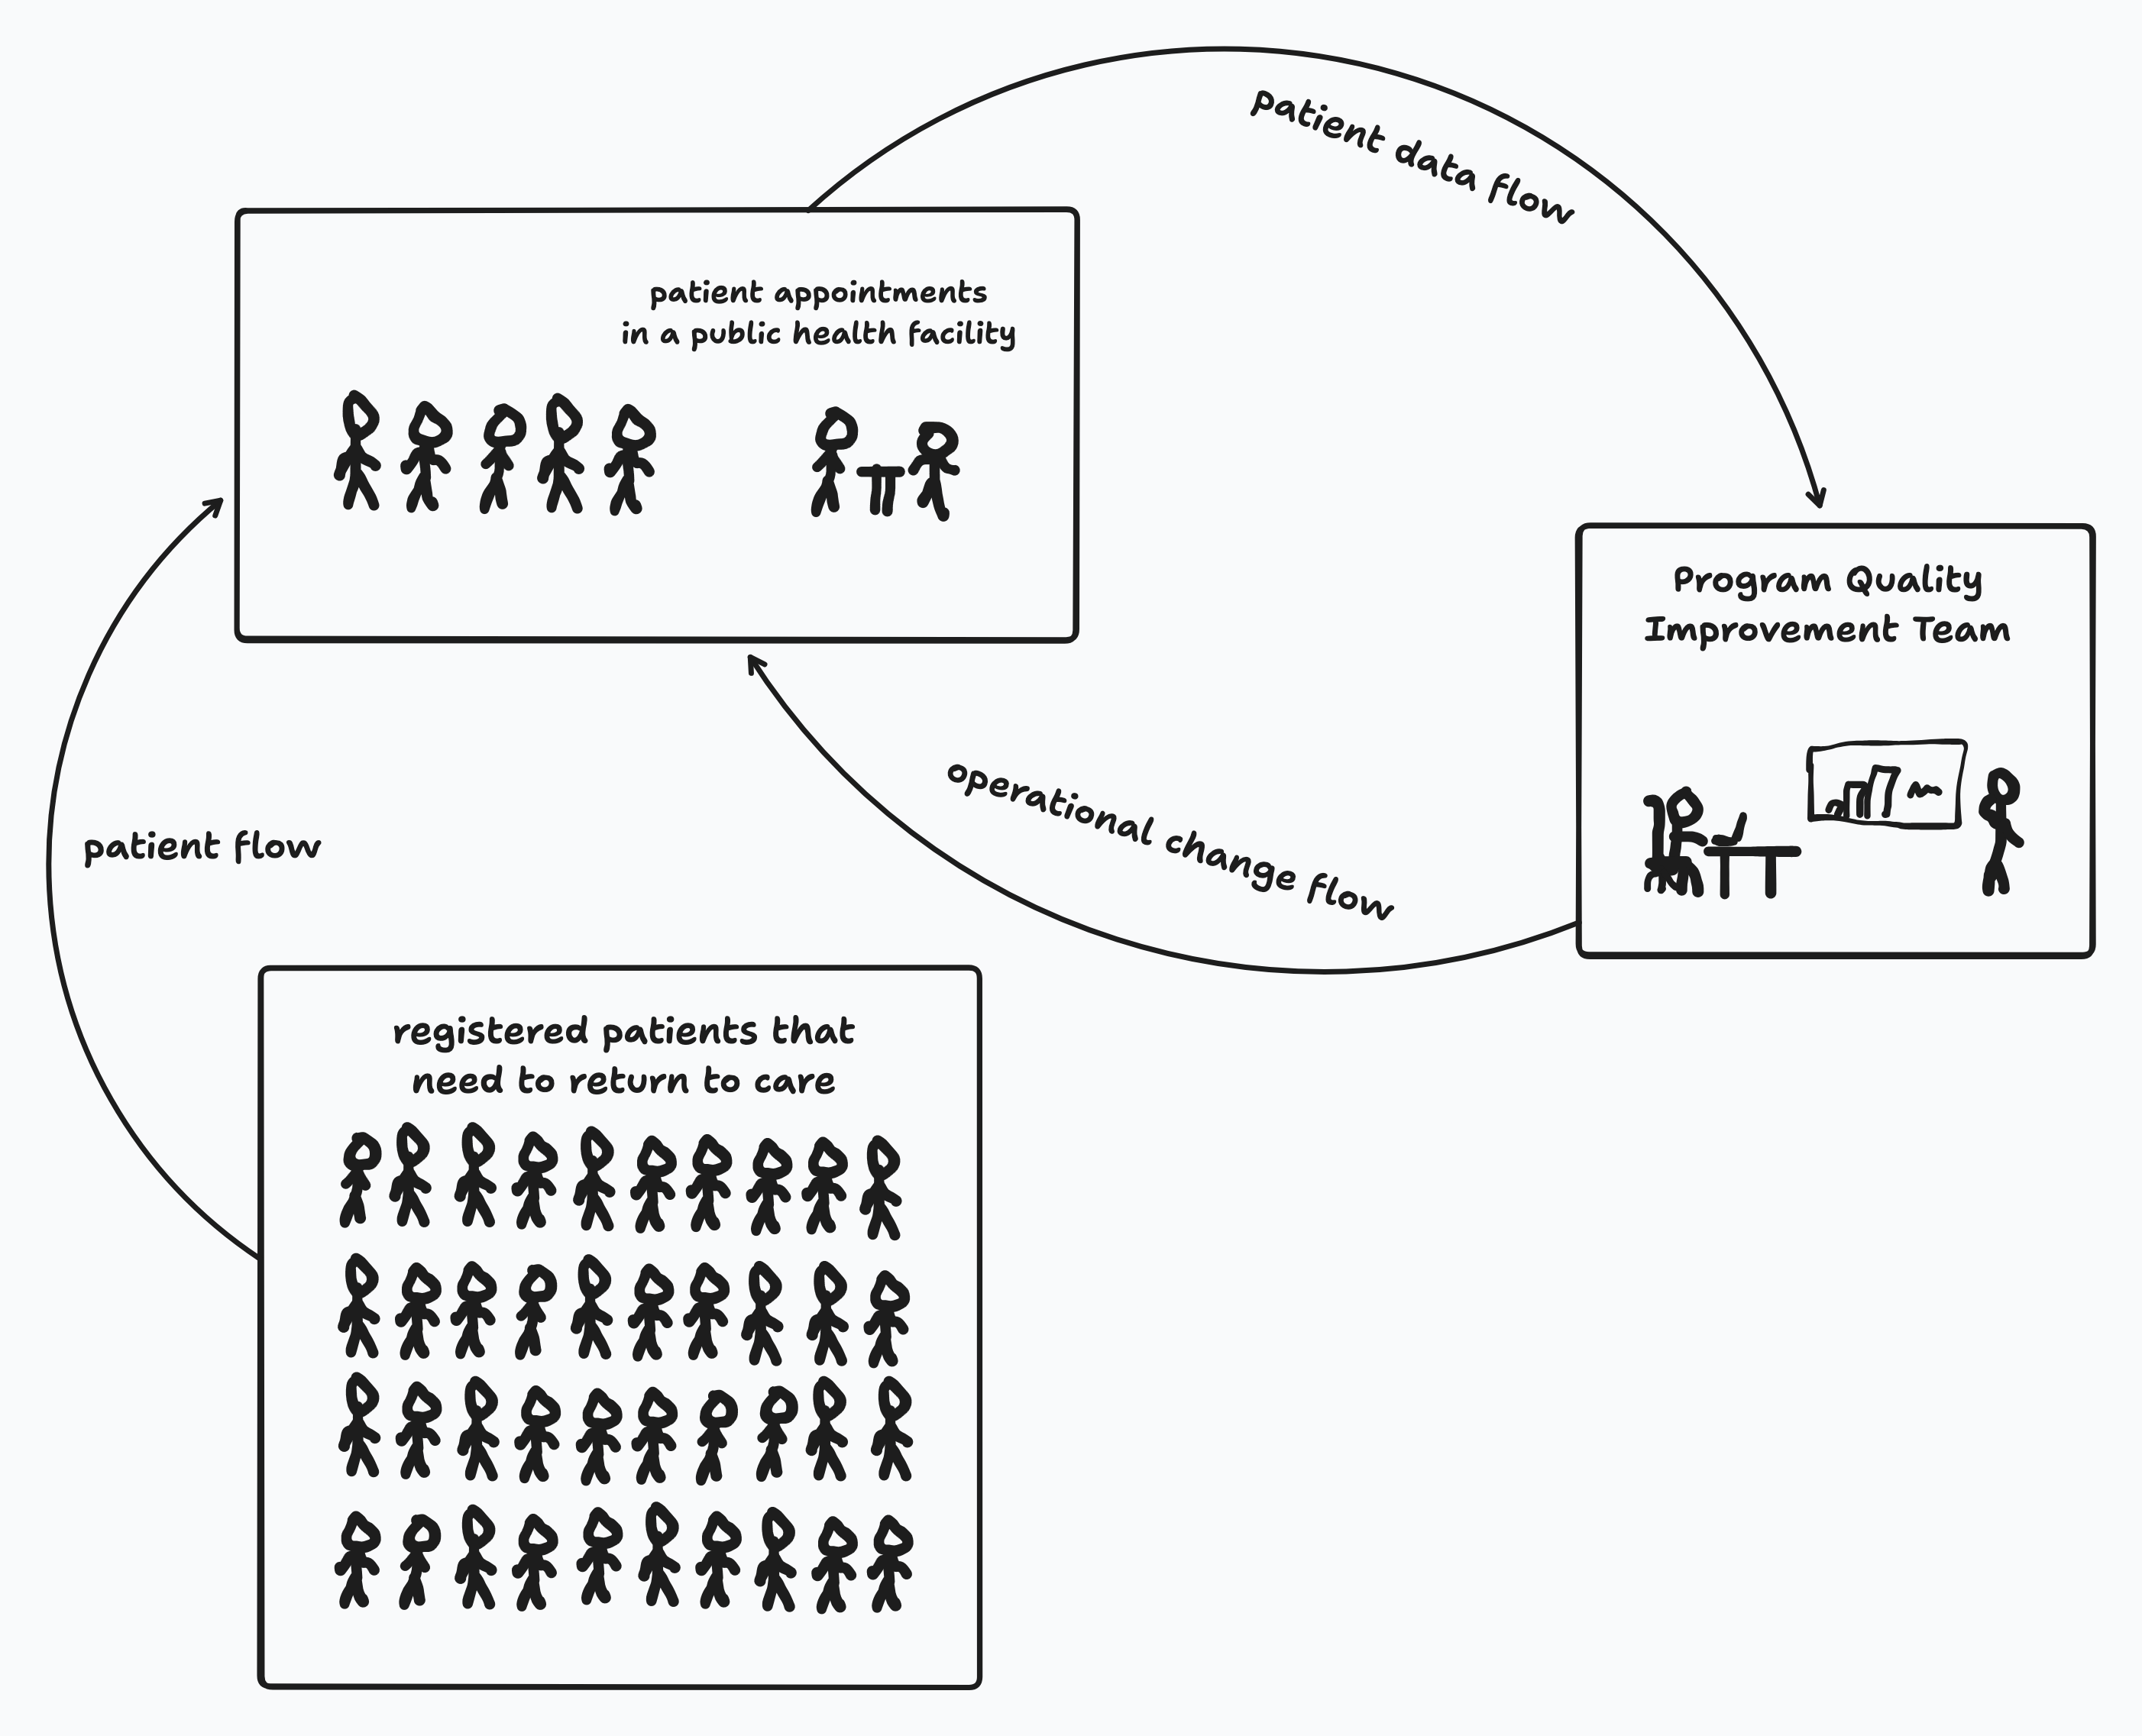 patient data flow
patient appointments
in a public health facility
Program Quality
Improvement Team
operational change flow
patient flow
registered patients that
need to return to care